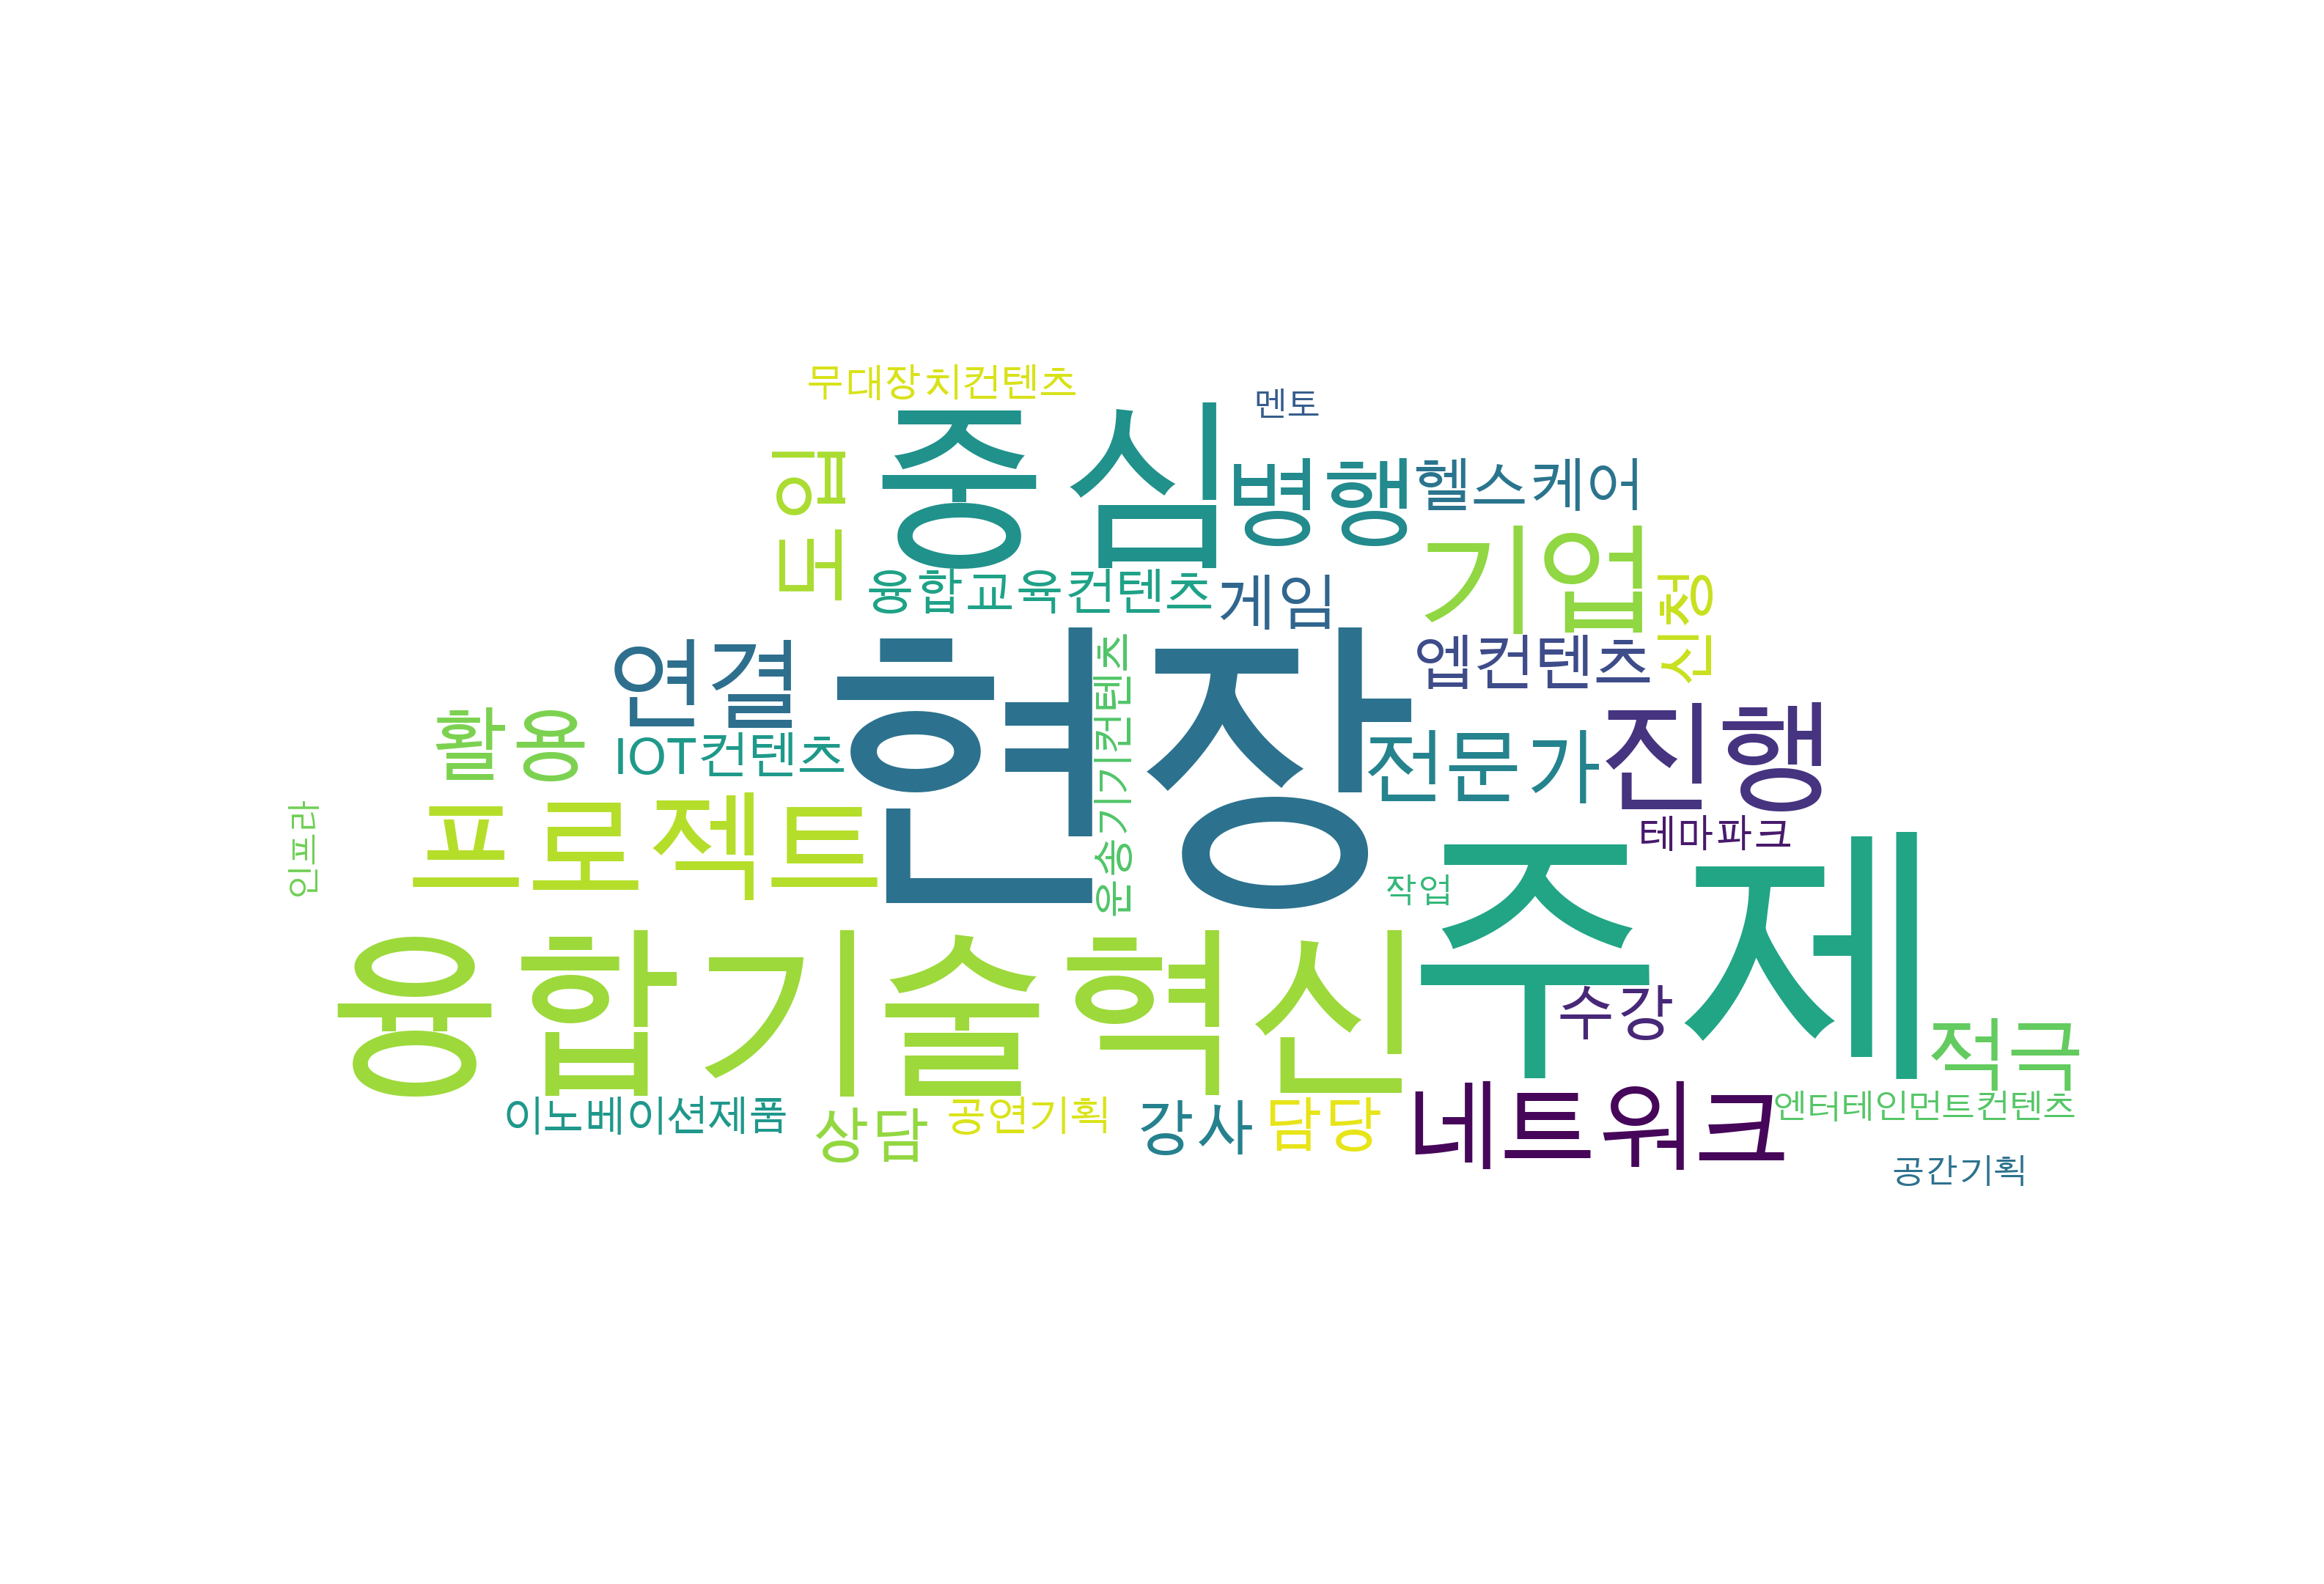 무대장치컨텐츠
멘토
중심
도입
병행
헬스케어
기업
융합교육컨텐츠
게임
신청
연결
현장
운송기기컨텐츠
앱컨텐츠
활용
IOT컨텐츠
전문가
진행
프로젝트
인프라
테마파크
작업
주제
융합기술혁신
수강
적극
이노베이션제품
상담
공연기획
강사
담당
네트워크
엔터테인먼트컨텐츠
공간기획